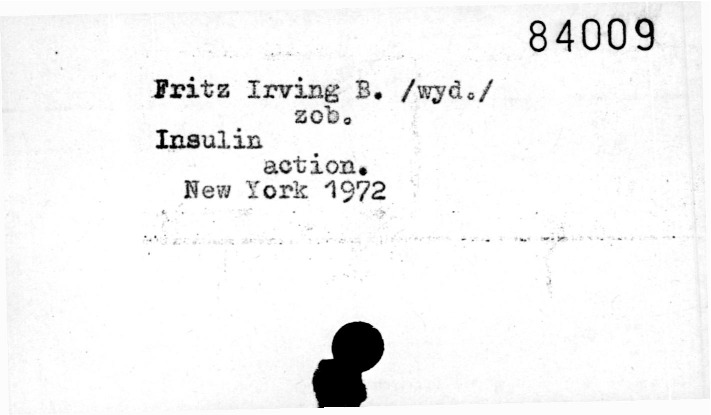 84009
Fritz Irving B. /wyd./
zob.
Insulin
action.
New York 1972